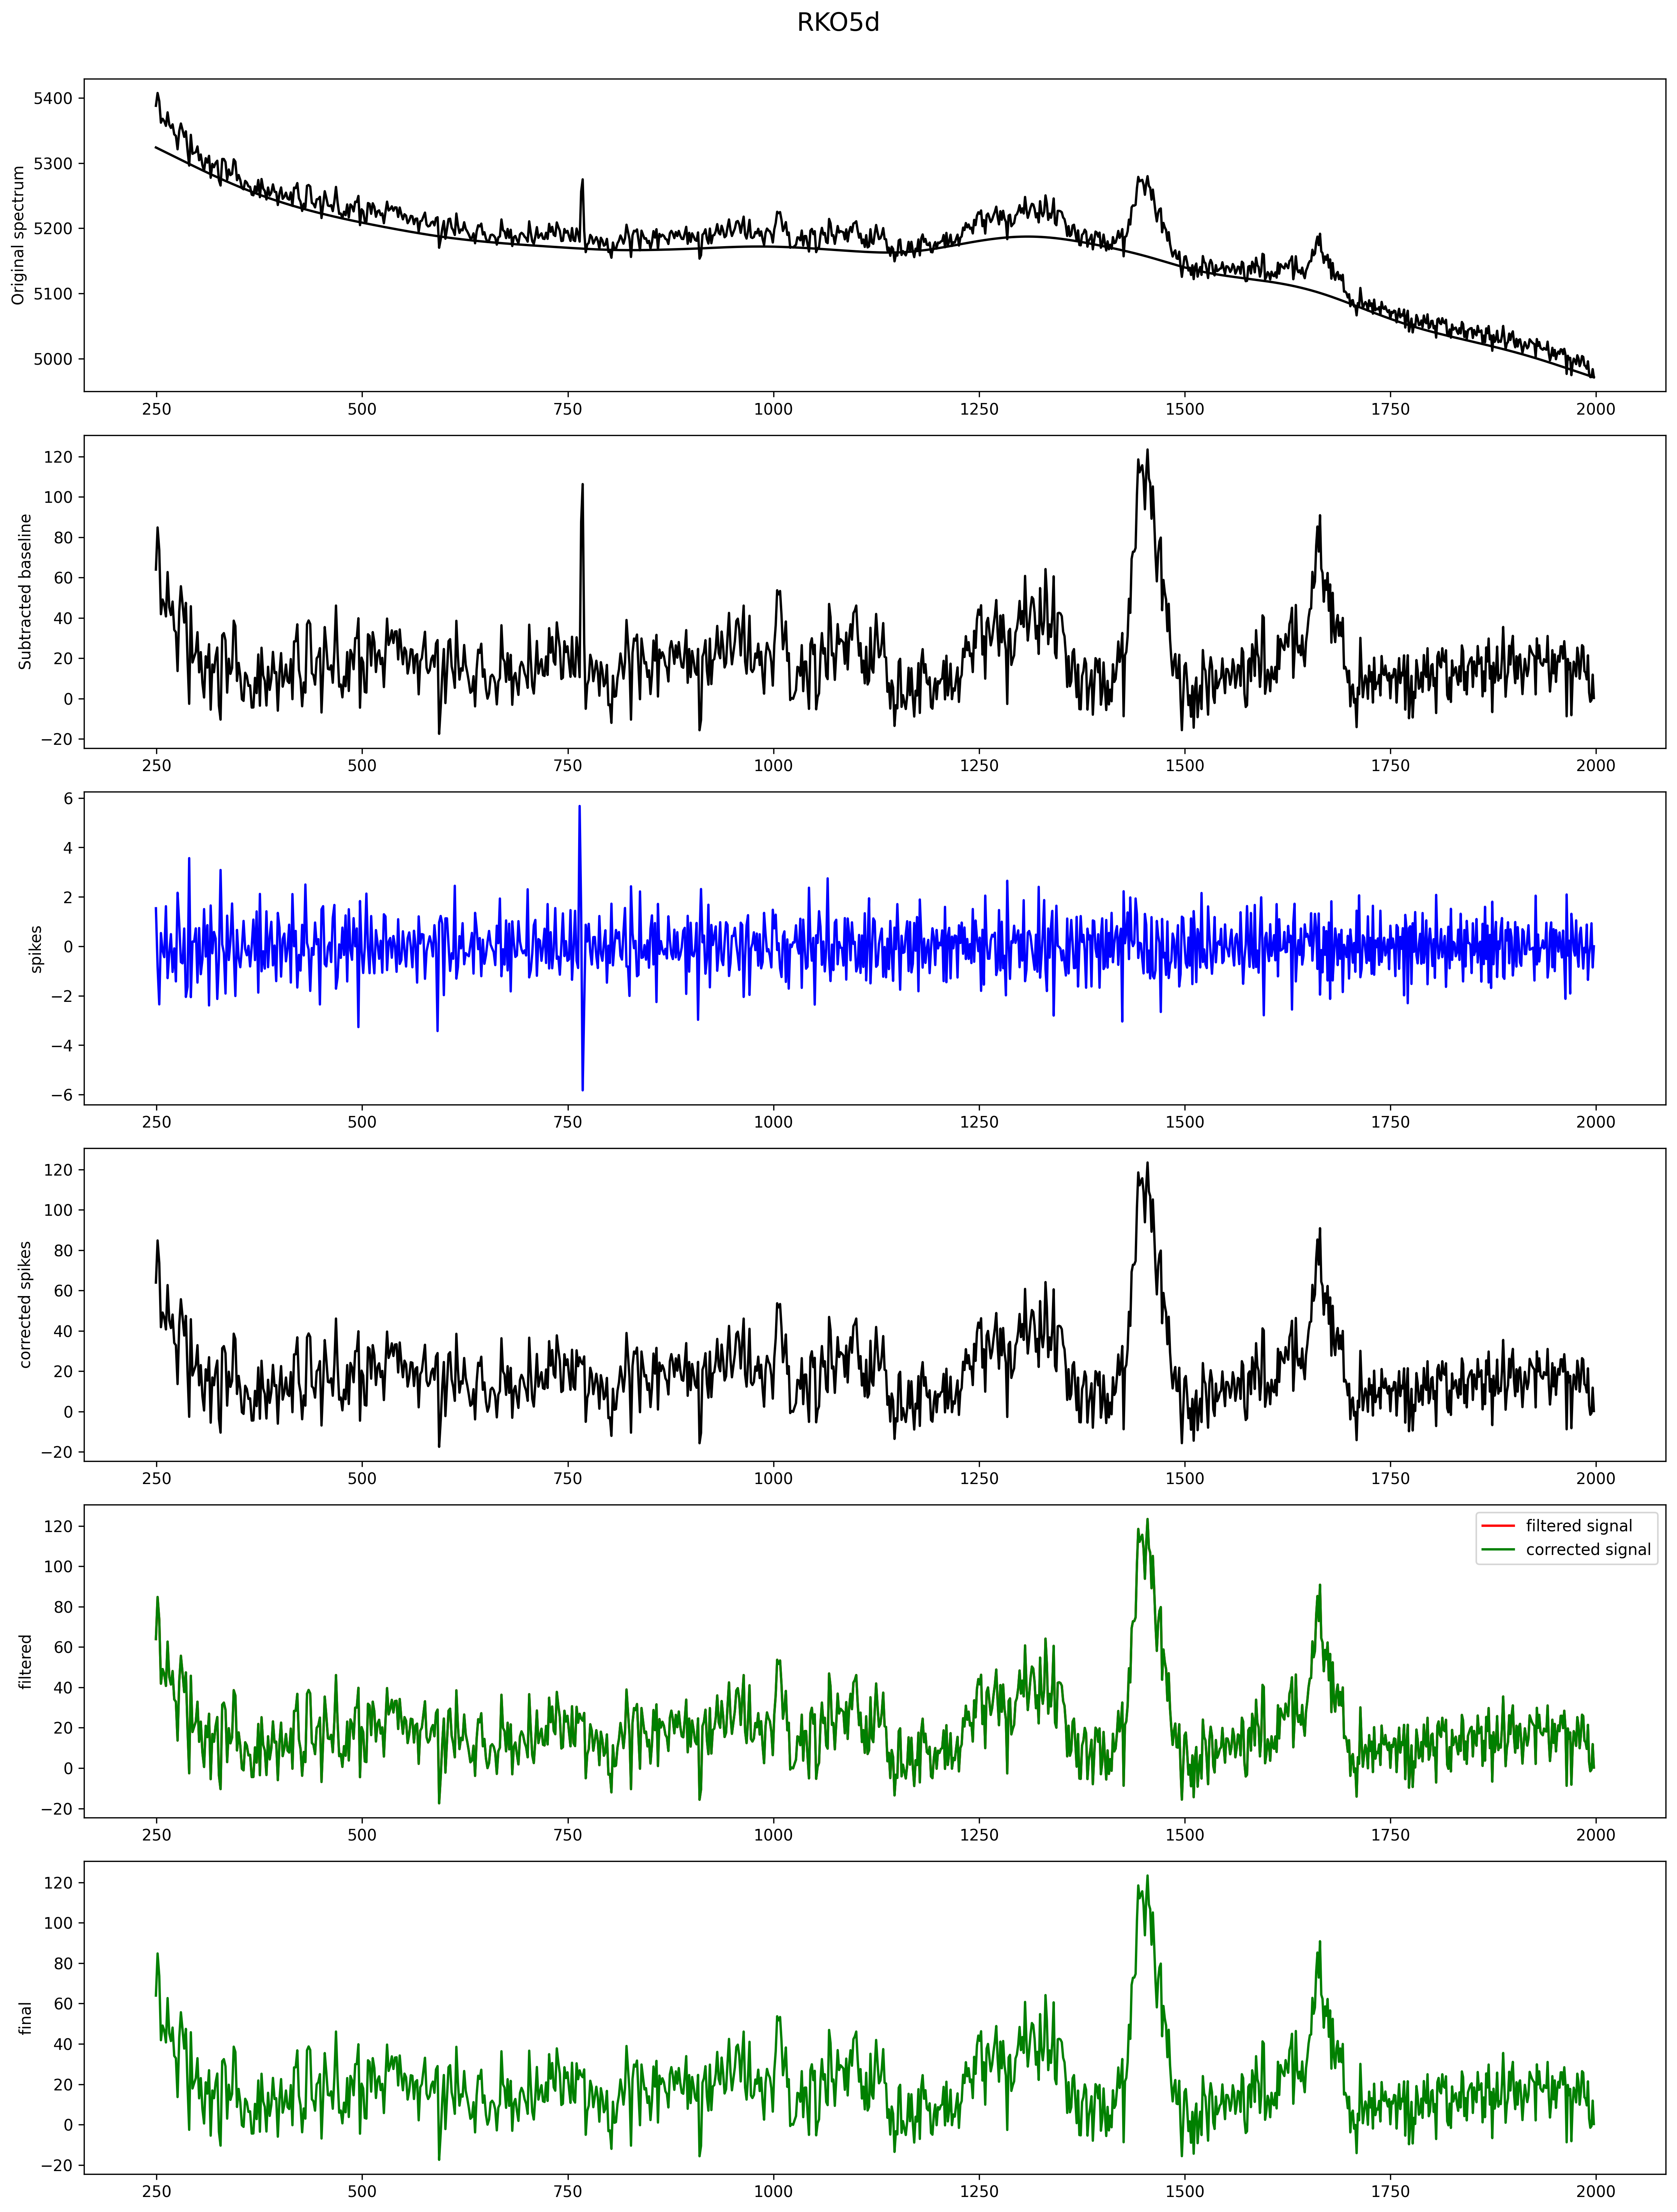 RKO5d
Original spectrum
5400
5300
5200
5100
5000
250 500 750 1000 1250 1500 1750 2000
Subtracted baseline
120
100
80
60
40
20
0
−20
250 500 750 1000 1250 1500 1750 2000
spikes
6
4
2
0
−2
−4
−6
250 500 750 1000 1250 1500 1750 2000
corrected spikes
120
100
80
60
40
20
0
−20
250 500 750 1000 1250 1500 1750 2000
filtered
120
100
80
60
40
20
0
−20
filtered signal
corrected signal
250 500 750 1000 1250 1500 1750 2000
final
120
100
80
60
40
20
0
−20
250 500 750 1000 1250 1500 1750 2000